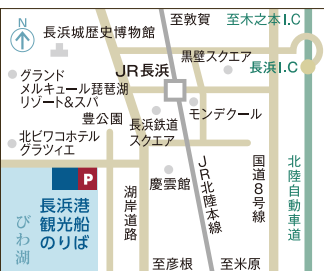 N
至敦賀
至木之本I.C
長浜城歴史博物館
黒壁スクエア
JR長浜
長浜I.C
グランド
メルキュール琵琶湖
リゾート&スパ
豊公園
モンデクール
長浜鉄道
スクエア
北ビワコホテル
グラツィエ
P
慶雲館
長浜港
観光船
のりば
びわ湖
湖岸道路
JR北陸本線
国道8号線
北陸自動車道
至彦根
至米原